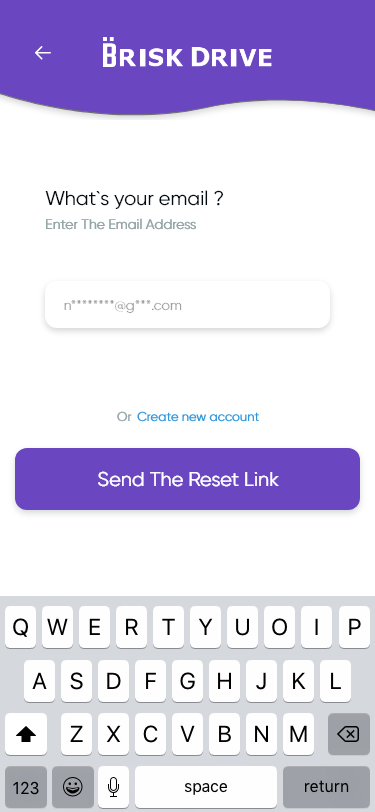 BRISK DRIVE
What`s your email ?
Enter The Email Address
n********@g***.com
Or Create new account
Send The Reset Link
Q W E R T Y U O I P
A S D F G H J K L
Z X C V B N M
123 space return